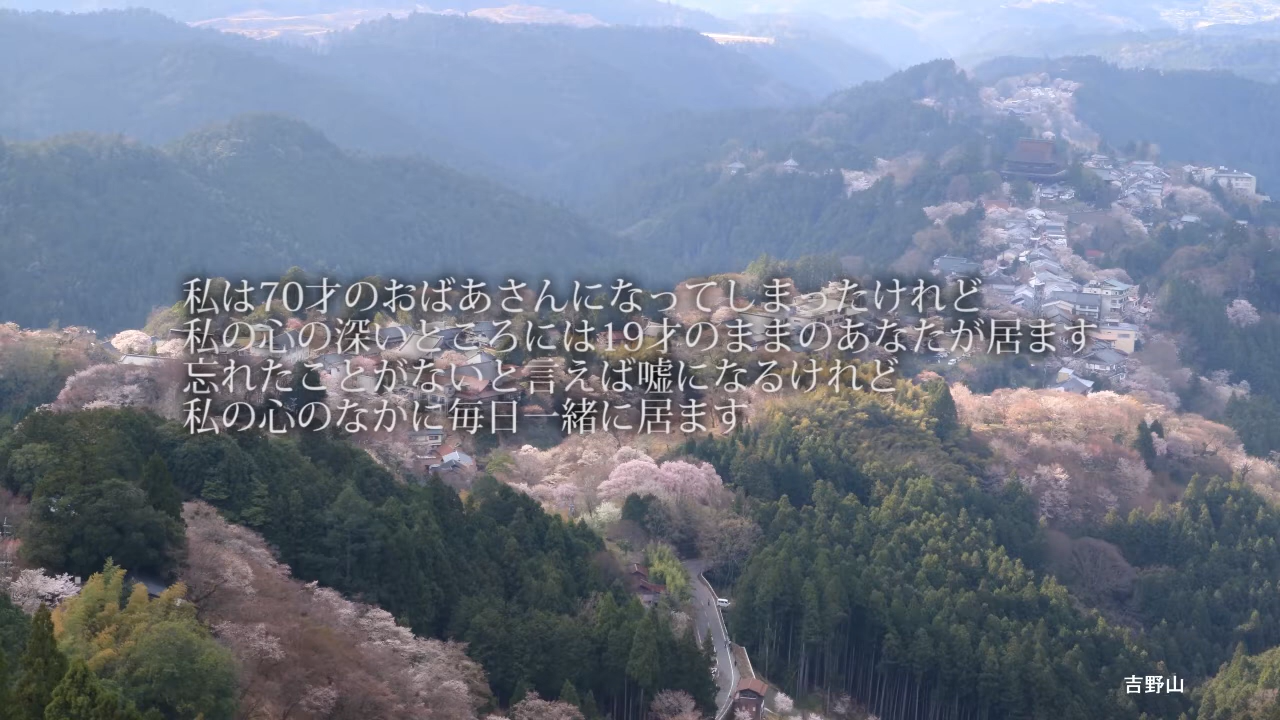 私は70才のおばあさんになってしまったけれど
私の心の深いところには19才のままのあなたが居ます
忘れたことがないと言えば嘘になるけれど
私の心のなかに毎日一緒に居ます
吉野山